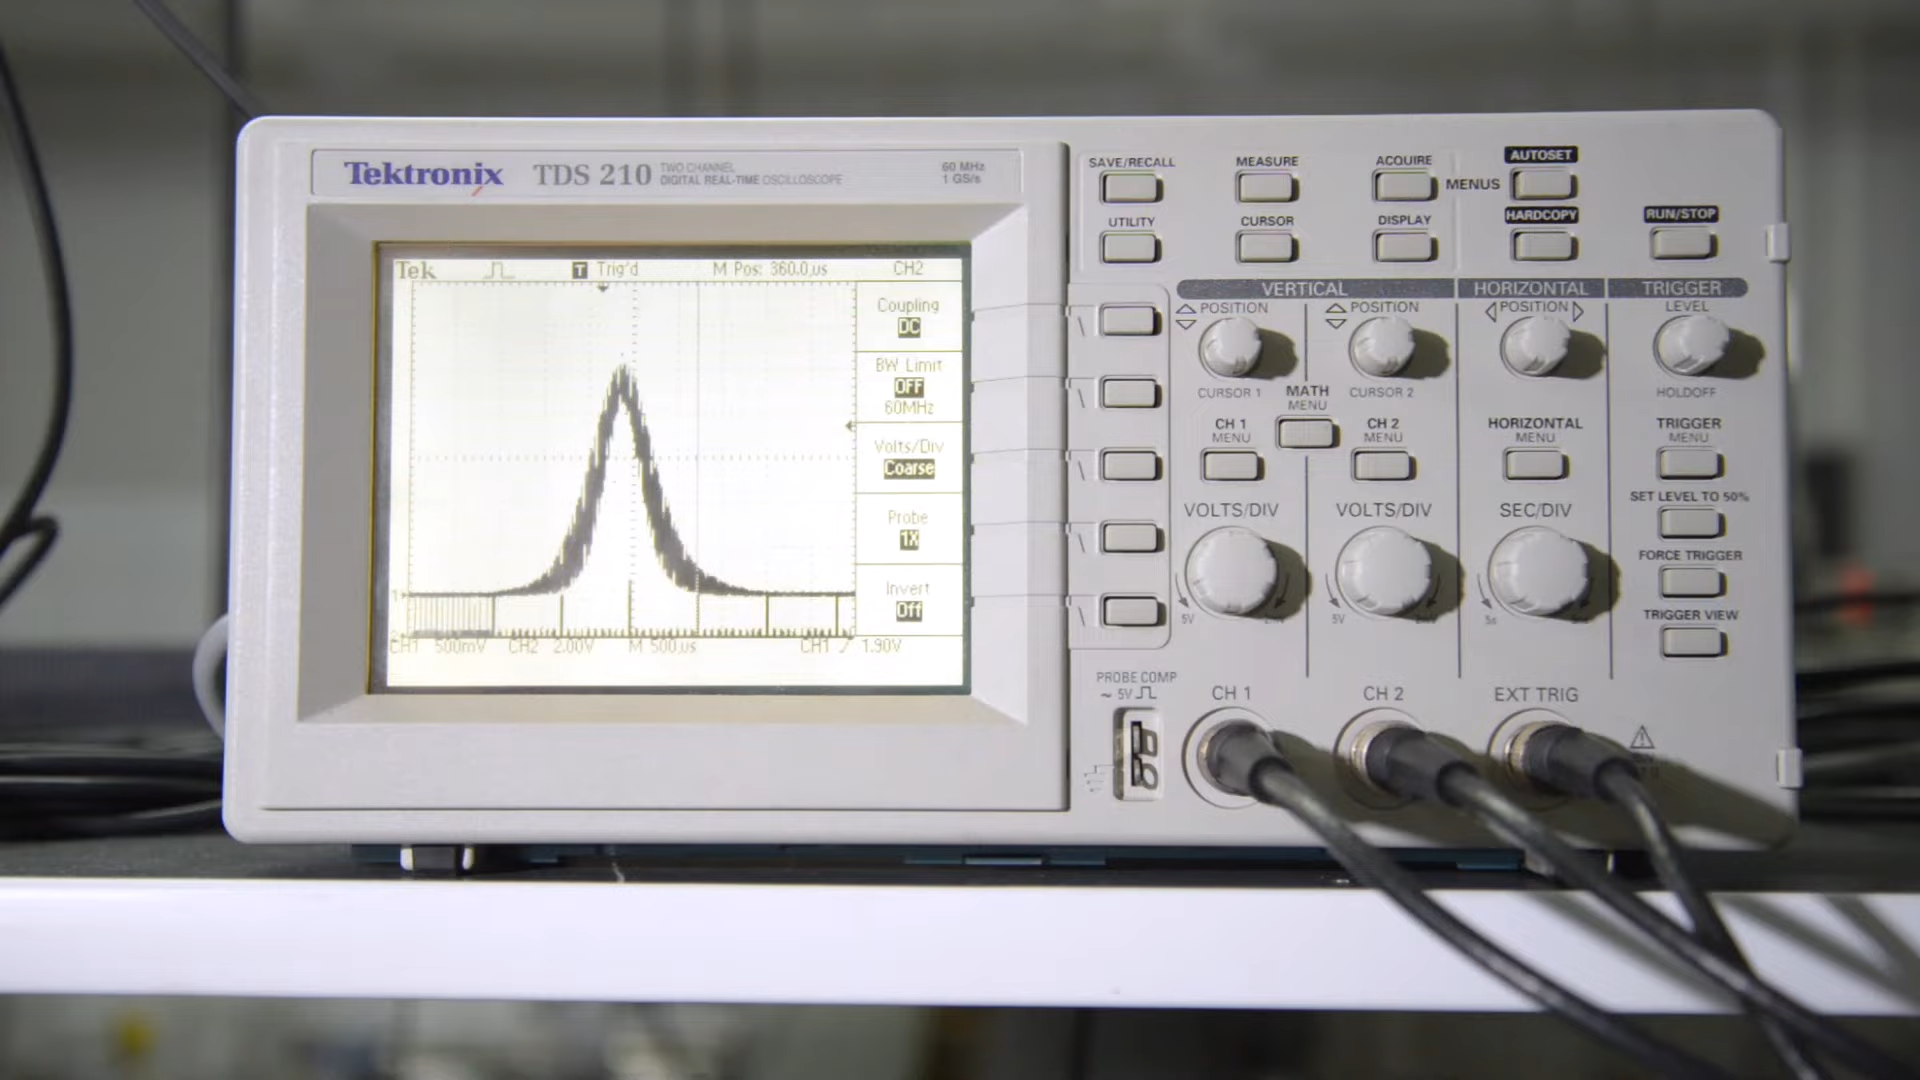 Tektronix TDS 210 TWO CHANNEL DIGITAL REAL-TIME OSCILLOSCOPE 60 MHz 1 GS/s
Tek T Trig'd M Pos: 360.0us CH2
Coupling
DC
BW Limit
OFF
60MHz
Volts/Div
Coarse
Probe
1X
Invert
Off
CH1 500mV CH2 2.00V M 500us CH1 1.90V
SAVE/RECALL MEASURE ACQUIRE AUTOSET
MENUS
UTILITY CURSOR DISPLAY HARDCOPY RUN/STOP
VERTICAL HORIZONTAL TRIGGER
POSITION POSITION POSITION LEVEL
CURSOR 1 CURSOR 2 HOLDOFF
MATH
MENU
CH 1 MENU CH 2 MENU HORIZONTAL MENU TRIGGER MENU
SET LEVEL TO 50%
VOLTS/DIV VOLTS/DIV SEC/DIV
FORCE TRIGGER
5V 5V 5s
TRIGGER VIEW
PROBE COMP
~ 5V
CH 1 CH 2 EXT TRIG